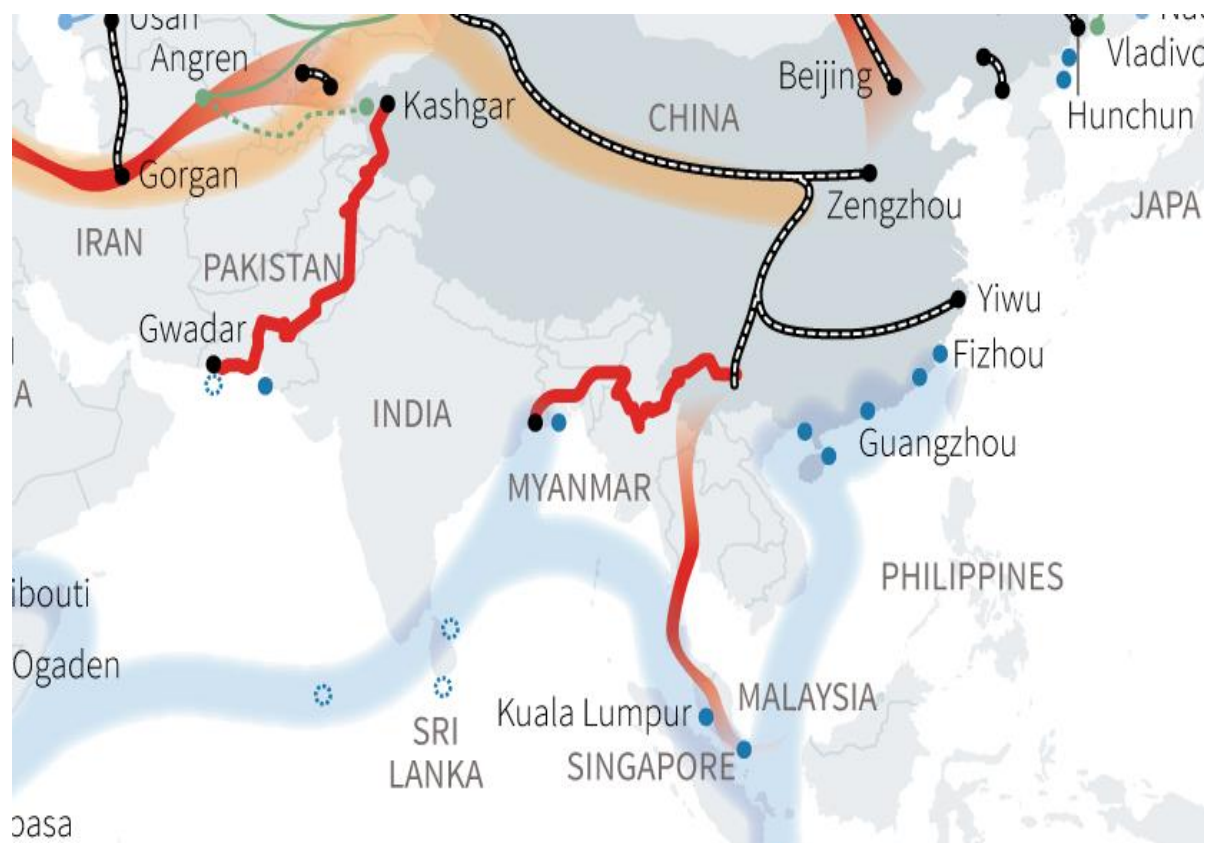 Usan
Angren
Beijing
Vladivo
Kashgar
CHINA
Hunchun
Gorgan
Zengzhou
JAPA
IRAN
PAKISTAN
Gwadar
Yiwu
Fizhou
A
INDIA
Guangzhou
MYANMAR
PHILIPPINES
ibouti
Ogaden
MALAYSIA
Kuala Lumpur
SRI
LANKA
SINGAPORE
basa